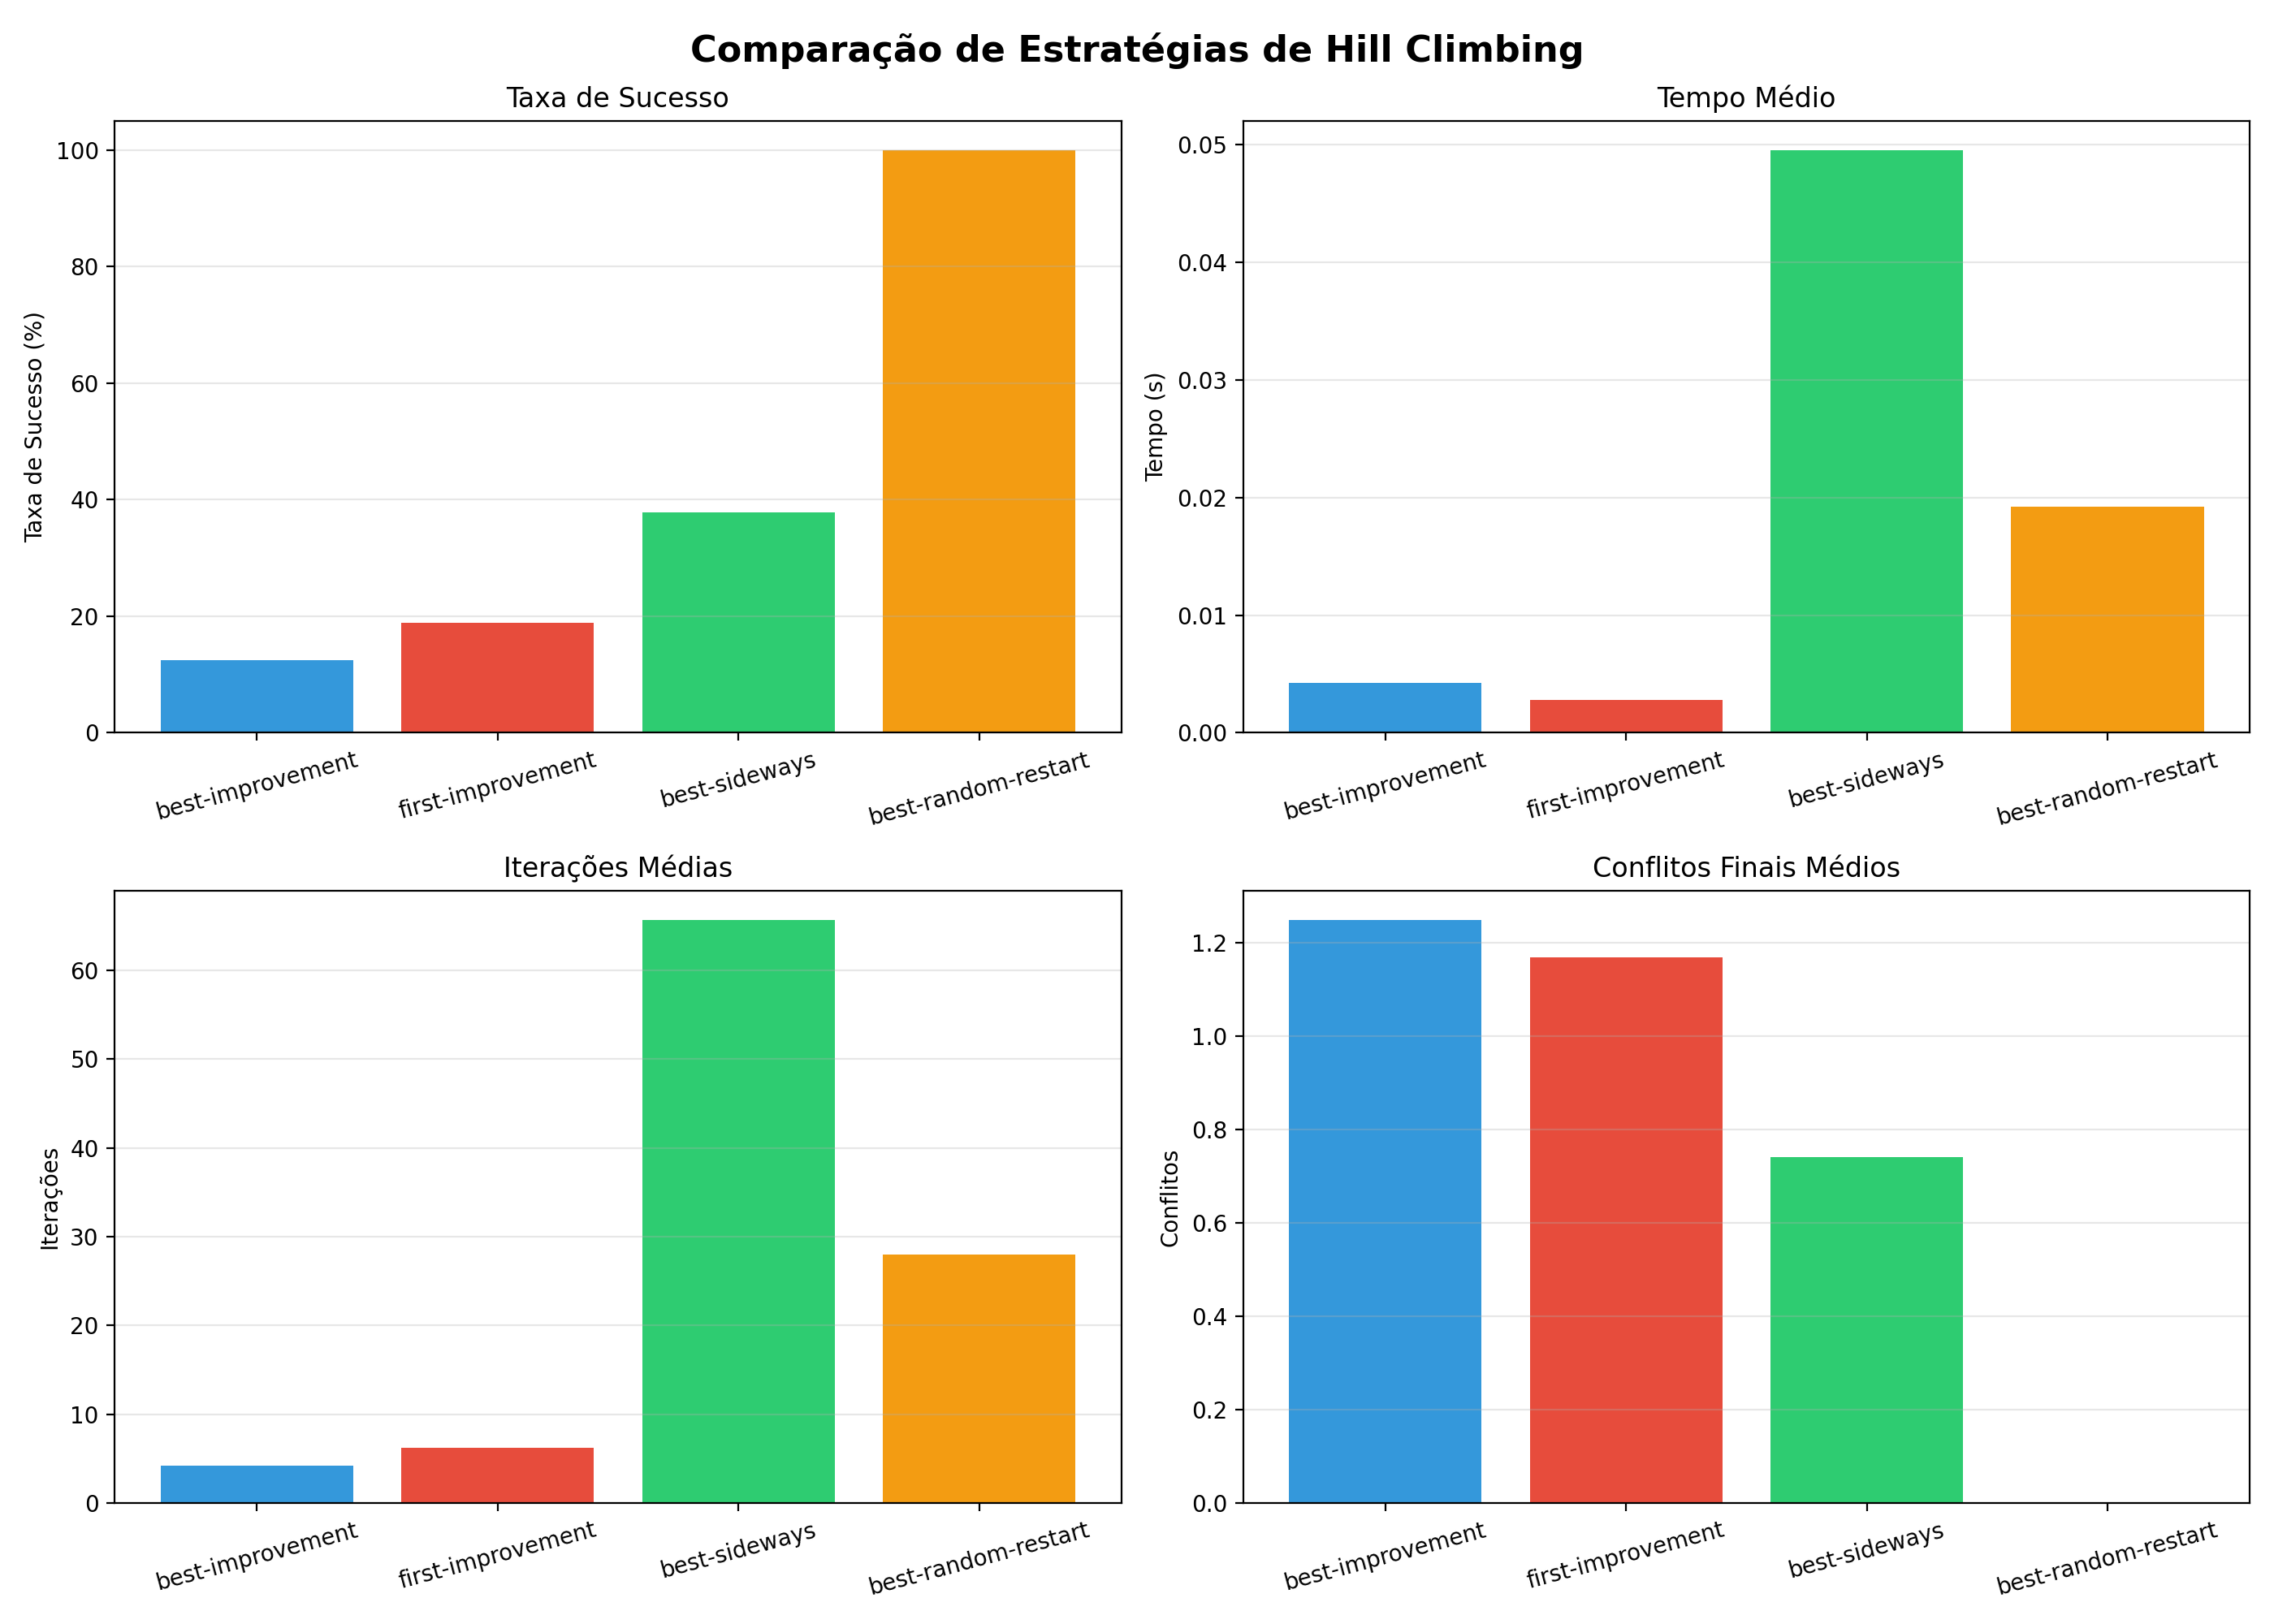 Comparação de Estratégias de Hill Climbing
Taxa de Sucesso
Taxa de Sucesso (%)
100
80
60
40
20
0
best-improvement
first-improvement
best-sideways
best-random-restart
Tempo Médio
Tempo (s)
0.05
0.04
0.03
0.02
0.01
0.00
best-improvement
first-improvement
best-sideways
best-random-restart
Iterações Médias
Iterações
60
50
40
30
20
10
0
best-improvement
first-improvement
best-sideways
best-random-restart
Conflitos Finais Médios
Conflitos
1.2
1.0
0.8
0.6
0.4
0.2
0.0
best-improvement
first-improvement
best-sideways
best-random-restart